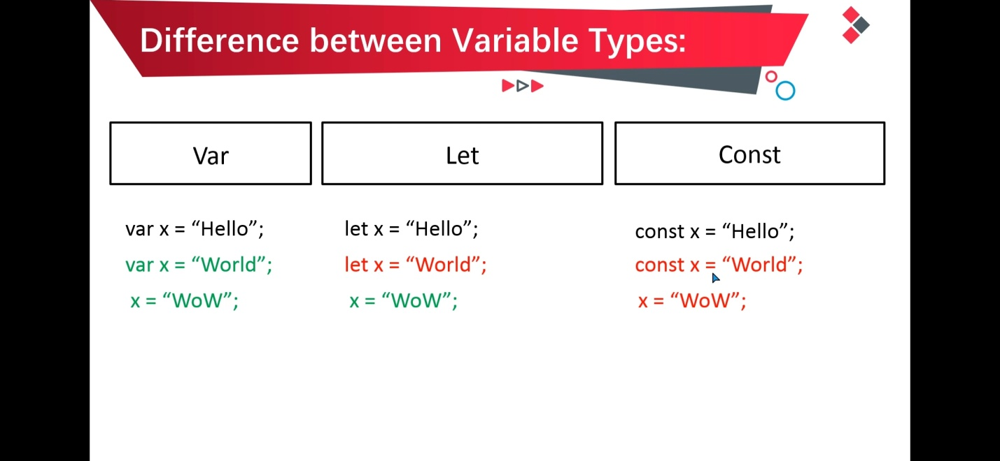 Difference between Variable Types:
Var
Let
Const
var x = “Hello”;
var x = “World”;
x = “WoW”;
let x = “Hello”;
let x = “World”;
x = “WoW”;
const x = “Hello”;
const x = “World”;
x = “WoW”;